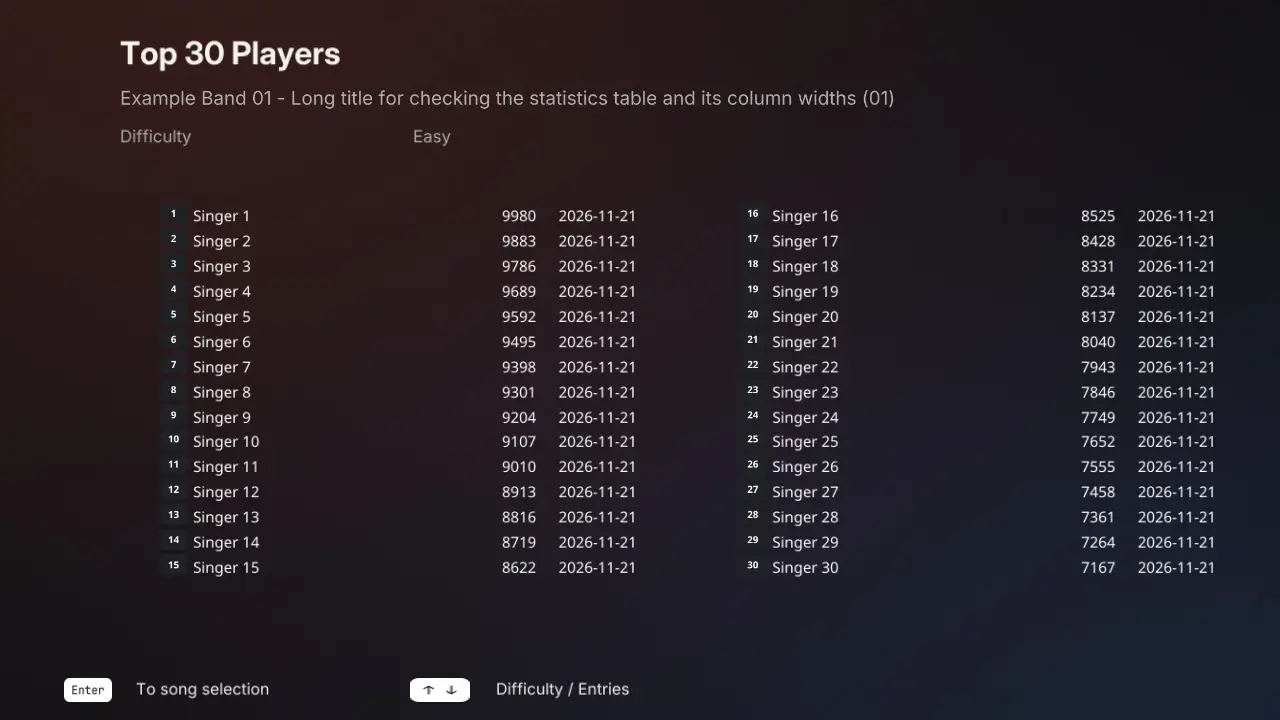 Top 30 Players
Example Band 01 - Long title for checking the statistics table and its column widths (01)
Difficulty Easy
1 Singer 1 9980 2026-11-21 16 Singer 16 8525 2026-11-21
2 Singer 2 9883 2026-11-21 17 Singer 17 8428 2026-11-21
3 Singer 3 9786 2026-11-21 18 Singer 18 8331 2026-11-21
4 Singer 4 9689 2026-11-21 19 Singer 19 8234 2026-11-21
5 Singer 5 9592 2026-11-21 20 Singer 20 8137 2026-11-21
6 Singer 6 9495 2026-11-21 21 Singer 21 8040 2026-11-21
7 Singer 7 9398 2026-11-21 22 Singer 22 7943 2026-11-21
8 Singer 8 9301 2026-11-21 23 Singer 23 7846 2026-11-21
9 Singer 9 9204 2026-11-21 24 Singer 24 7749 2026-11-21
10 Singer 10 9107 2026-11-21 25 Singer 25 7652 2026-11-21
11 Singer 11 9010 2026-11-21 26 Singer 26 7555 2026-11-21
12 Singer 12 8913 2026-11-21 27 Singer 27 7458 2026-11-21
13 Singer 13 8816 2026-11-21 28 Singer 28 7361 2026-11-21
14 Singer 14 8719 2026-11-21 29 Singer 29 7264 2026-11-21
15 Singer 15 8622 2026-11-21 30 Singer 30 7167 2026-11-21
Enter To song selection ↑ ↓ Difficulty / Entries